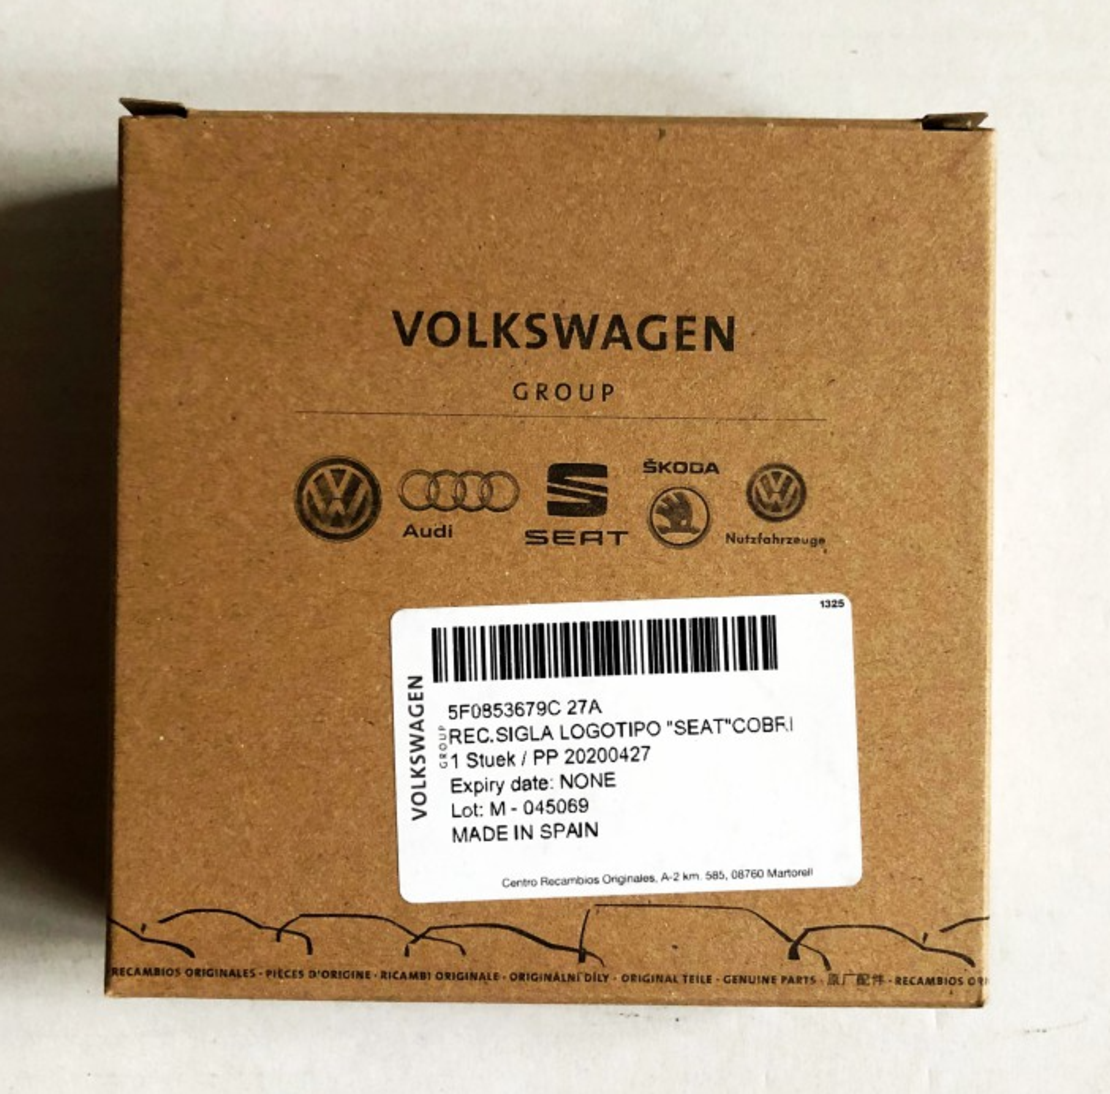 VOLKSWAGEN
GROUP
Audi
SEAT
ŠKODA
Nutzfahrzeuge
1325
VOLKSWAGEN
GROUP
5F0853679C 27A
REC.SIGLA LOGOTIPO "SEAT"COBRI
1 Stuek / PP 20200427
Expiry date: NONE
Lot: M - 045069
MADE IN SPAIN
Centro Recambios Originales, A-2 km. 585, 08760 Martorell
RECAMBIOS ORIGINALES · PIÈCES D'ORIGINE · RICAMBI ORIGINALE · ORIGINÁLNÍ DÍLY · ORIGINAL TEILE · GENUINE PARTS · 原厂配件 · RECAMBIOS